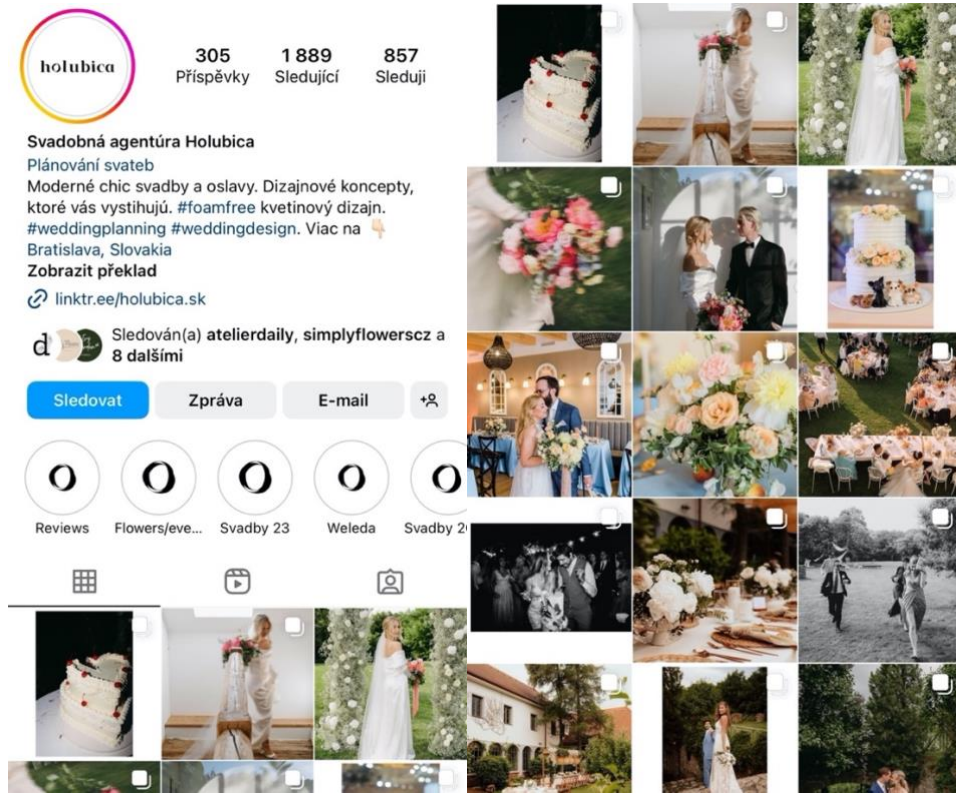 holubica
305
Příspěvky
1 889
Sledující
857
Sleduji
Svadobná agentúra Holubica
Plánování svateb
Moderné chic svadby a oslavy. Dizajnové koncepty,
ktoré vás vystihujú. #foamfree kvetinový dizajn.
#weddingplanning #weddingdesign. Viac na 👇🏻
Bratislava, Slovakia
Zobrazit překlad
linktr.ee/holubica.sk
Sledován(a) atelierdaily, simplyflowerscz a
8 dalšími
Sledovat
Zpráva
E-mail
Reviews
Flowers/eve...
Svadby 23
Weleda
Svadby 2